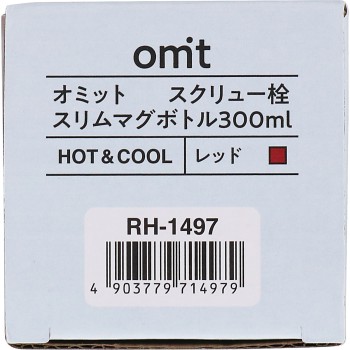 omit
オミット　スクリュー栓
スリムマグボトル300ml
HOT & COOL レッド
RH-1497
4 903779 714979